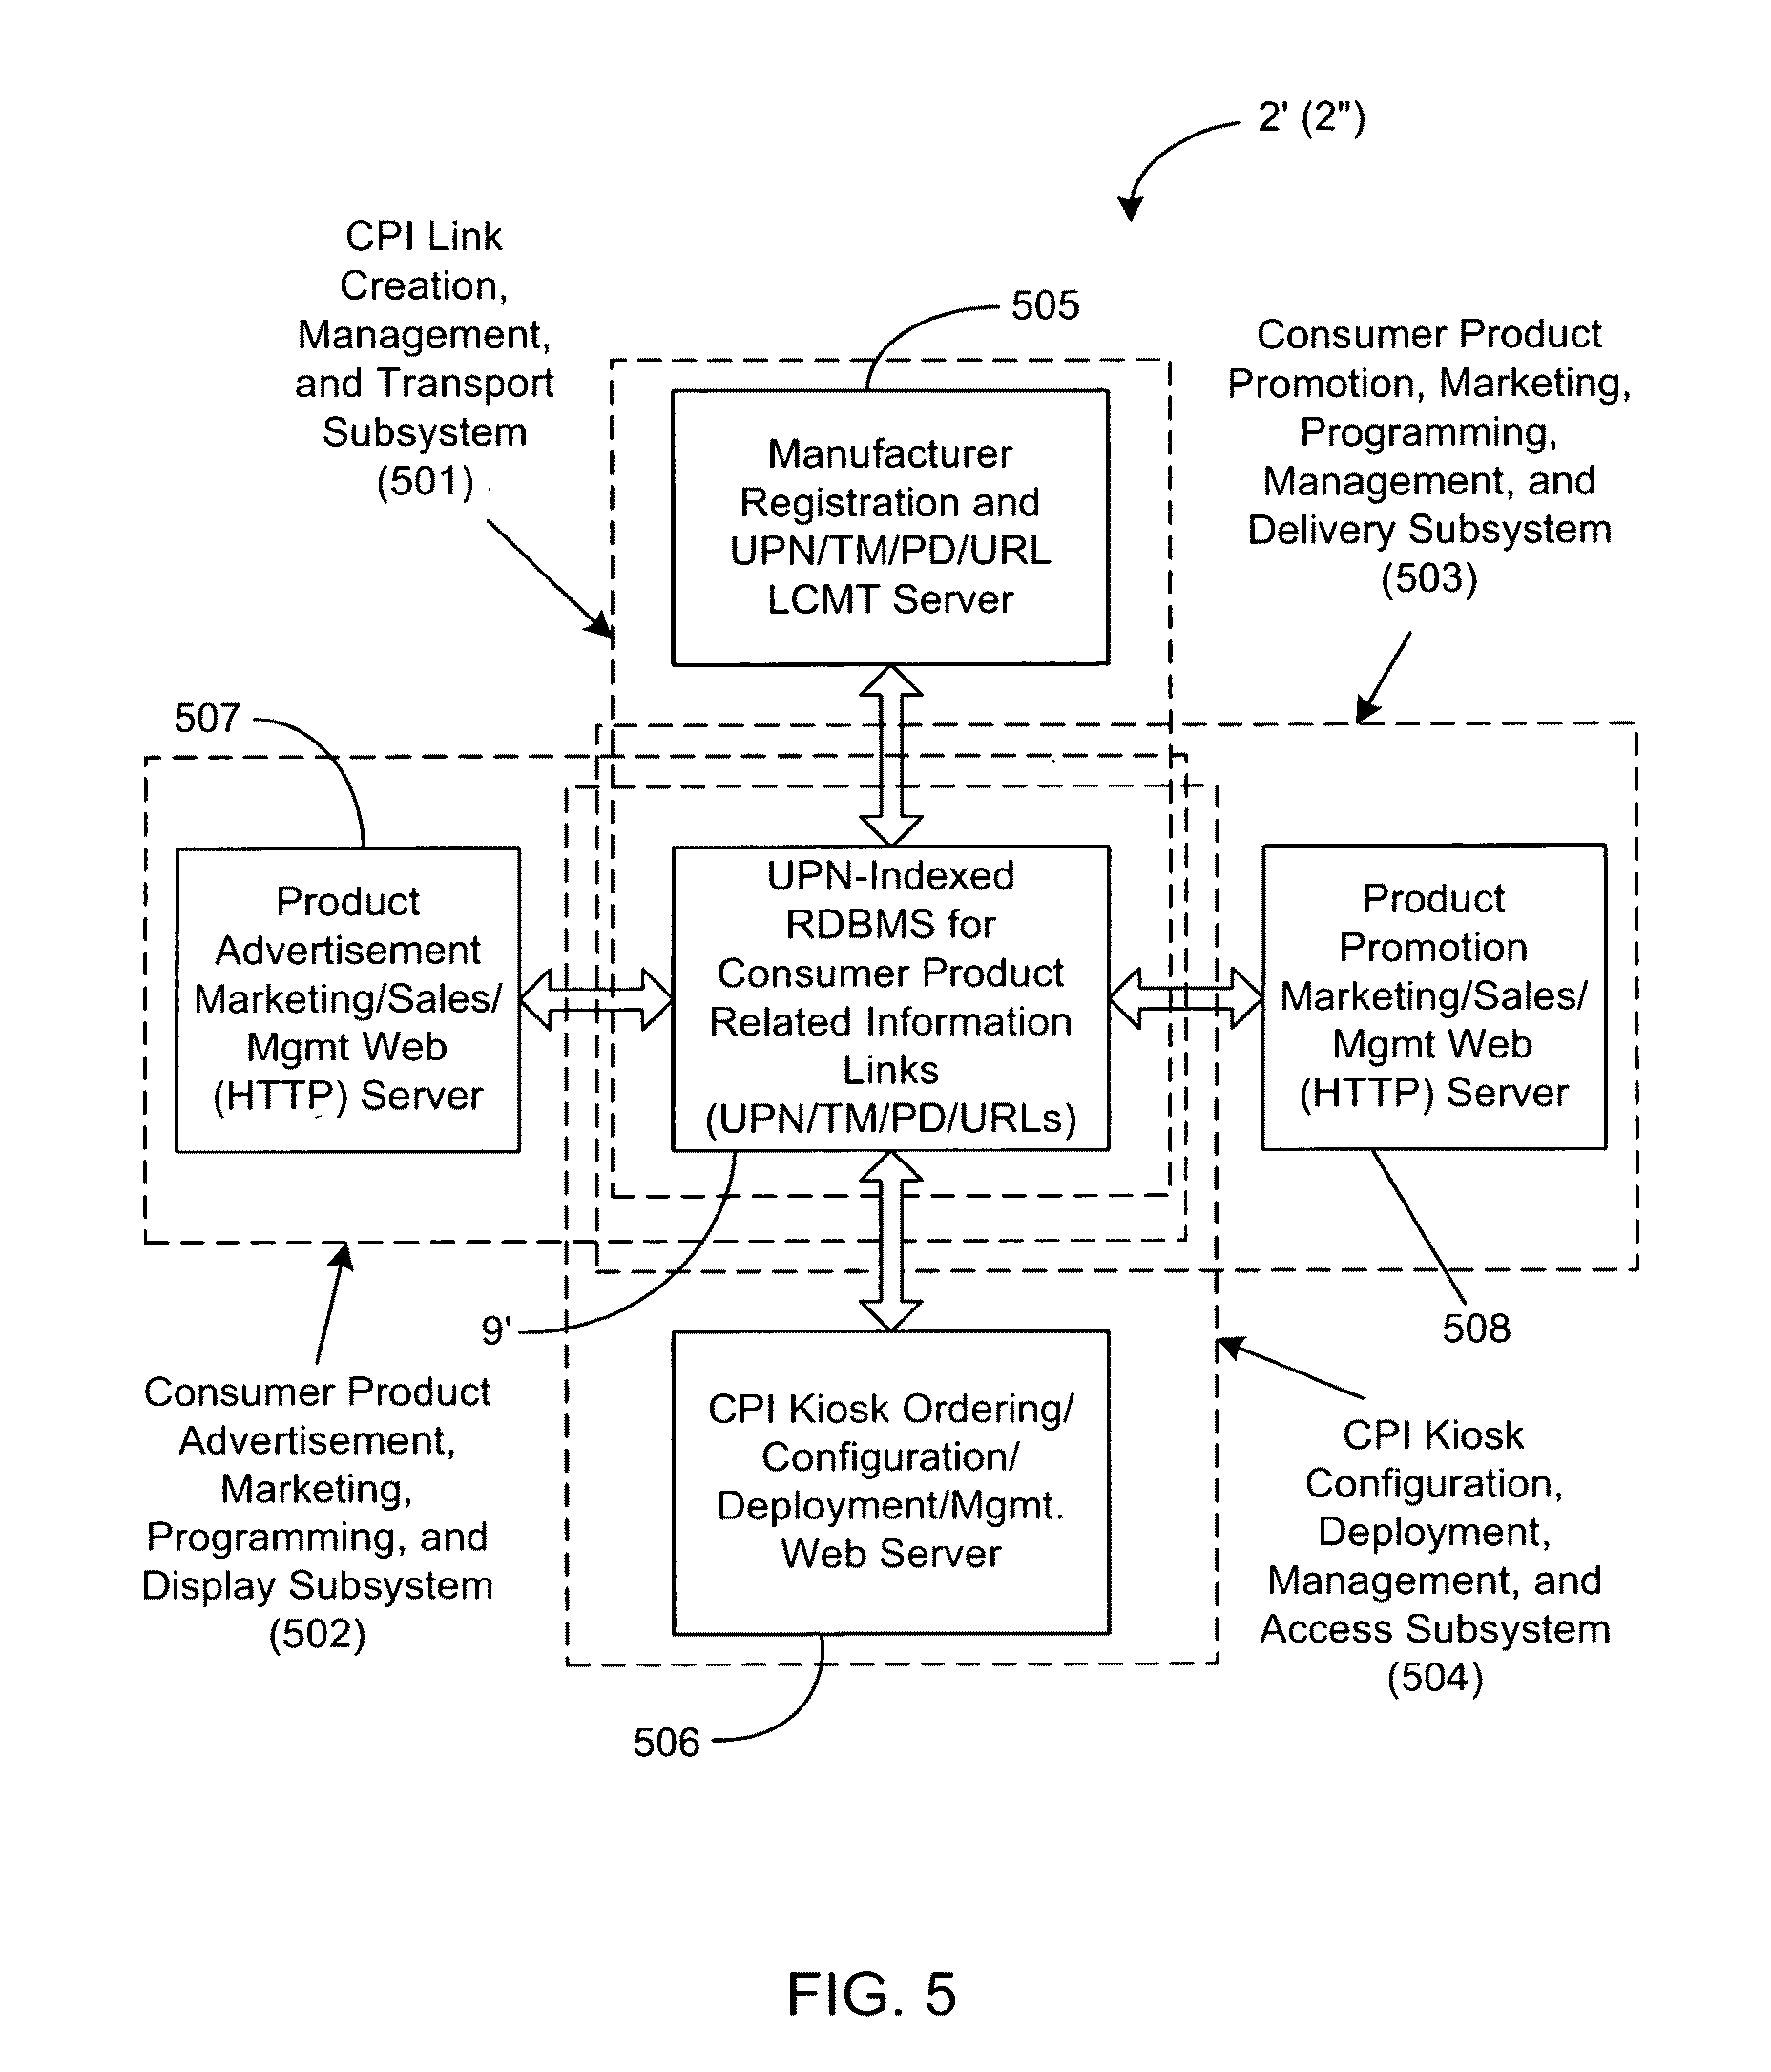 2' (2")
CPI Link
Creation,
Management,
and Transport
Subsystem
(501)
505
Consumer Product
Promotion, Marketing,
Programming,
Management, and
Delivery Subsystem
(503)
Manufacturer
Registration and
UPN/TM/PD/URL
LCMT Server
507
Product
Advertisement
Marketing/Sales/
Mgmt Web
(HTTP) Server
UPN-Indexed
RDBMS for
Consumer Product
Related Information
Links
(UPN/TM/PD/URLs)
Product
Promotion
Marketing/Sales/
Mgmt Web
(HTTP) Server
9'
508
Consumer Product
Advertisement,
Marketing,
Programming, and
Display Subsystem
(502)
CPI Kiosk Ordering/
Configuration/
Deployment/Mgmt.
Web Server
CPI Kiosk
Configuration,
Deployment,
Management, and
Access Subsystem
(504)
506
FIG. 5